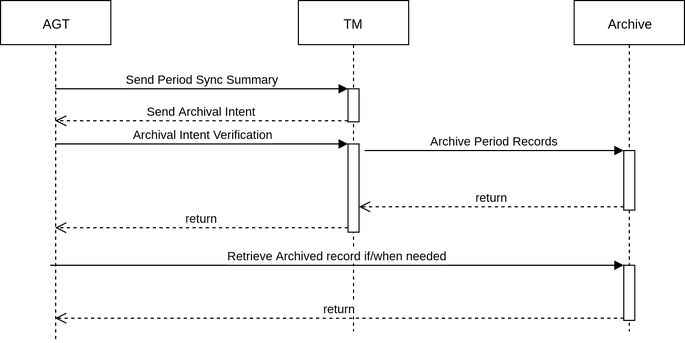 AGT
TM
Archive
Send Period Sync Summary
Send Archival Intent
Archival Intent Verification
Archive Period Records
return
return
Retrieve Archived record if/when needed
return